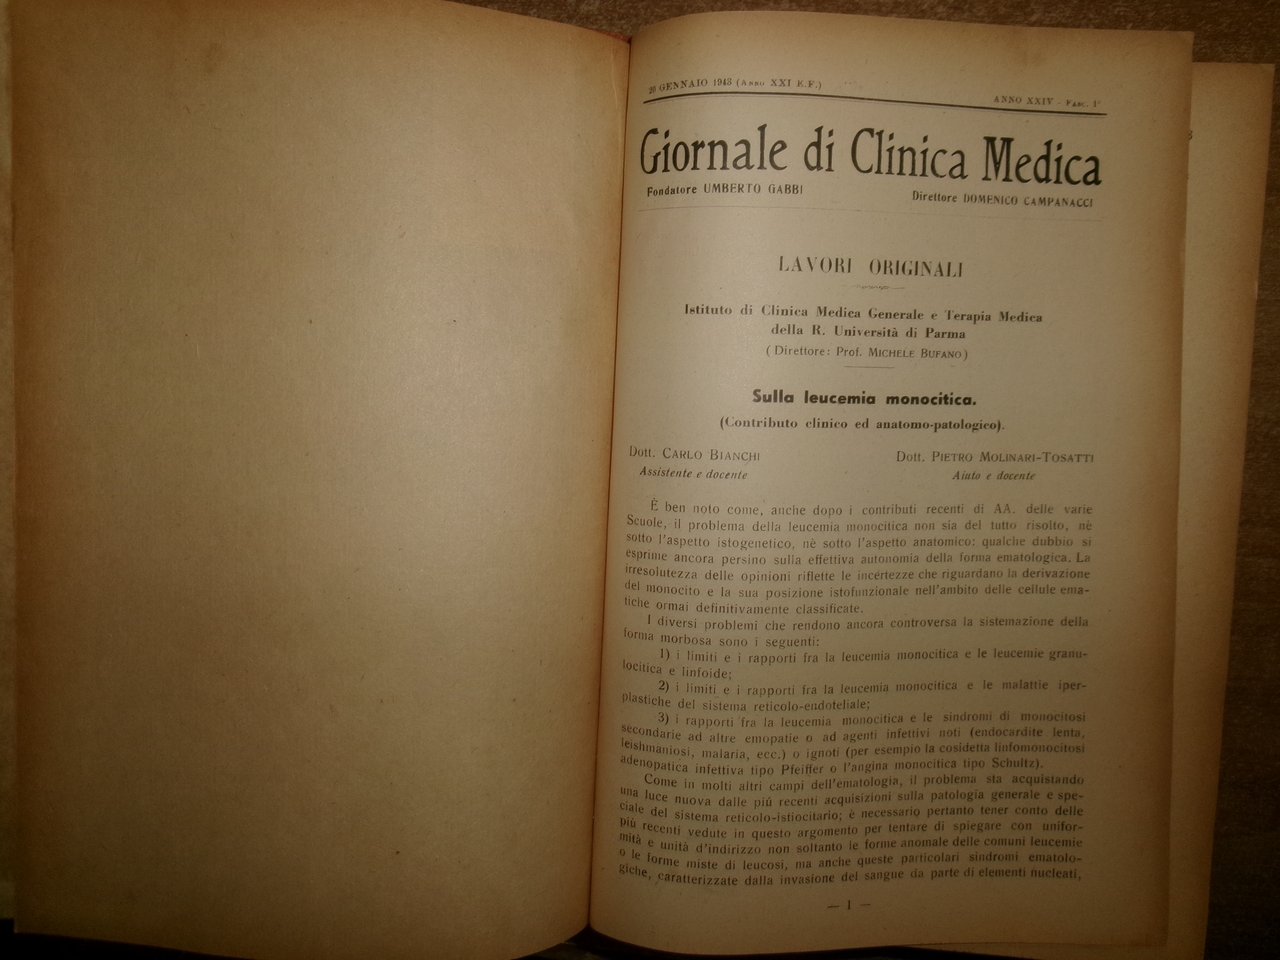 20 GENNAIO 1943 (ANNO XXI E.F.)
ANNO XXIV - FASC. 1°
Giornale di Clinica Medica
Fondatore UMBERTO GABBI
Direttore DOMENICO CAMPANACCI
LAVORI ORIGINALI
Istituto di Clinica Medica Generale e Terapia Medica
della R. Università di Parma
(Direttore: Prof. MICHELE BUFANO)
Sulla leucemia monocitica.
(Contributo clinico ed anatomo-patologico).
Dott. CARLO BIANCHI
Assistente e docente
Dott. PIETRO MOLINARI-TOSATTI
Aiuto e docente
È ben noto come, anche dopo i contributi recenti di AA. delle varie
Scuole, il problema della leucemia monocitica non sia del tutto risolto, nè
sotto l'aspetto istogenetico, nè sotto l'aspetto anatomico: qualche dubbio si
esprime ancora persino sulla effettiva autonomia della forma ematologica. La
irresolutezza delle opinioni riflette le incertezze che riguardano la derivazione
del monocito e la sua posizione istofunzionale nell'ambito delle cellule ema-
tiche ormai definitivamente classificate.
I diversi problemi che rendono ancora controversa la sistemazione della
forma morbosa sono i seguenti:
1) i limiti e i rapporti fra la leucemia monocitica e le leucemie granu-
locitica e linfoide;
2) i limiti e i rapporti fra la leucemia monocitica e le malattie iper-
plastiche del sistema reticolo-endoteliale;
3) i rapporti fra la leucemia monocitica e le sindromi di monocitosi
secondarie ad altre emopatie o ad agenti infettivi noti (endocardite lenta,
leishmaniosi, malaria, ecc.) o ignoti (per esempio la cosidetta linfomonocitosi
adenopatica infettiva tipo Pfeiffer o l'angina monocitica tipo Schultz).
Come in molti altri campi dell'ematologia, il problema sta acquistando
una luce nuova dalle più recenti acquisizioni sulla patologia generale e spe-
ciale del sistema reticolo-istiocitario; è necessario pertanto tener conto delle
più recenti vedute in questo argomento per tentare di spiegare con unifor-
mità e unità d'indirizzo non soltanto le forme anomale delle comuni leucemie
o le forme miste di leucosi, ma anche queste particolari sindromi ematolo-
giche, caratterizzate dalla invasione del sangue da parte di elementi nucleati,
— 1 —